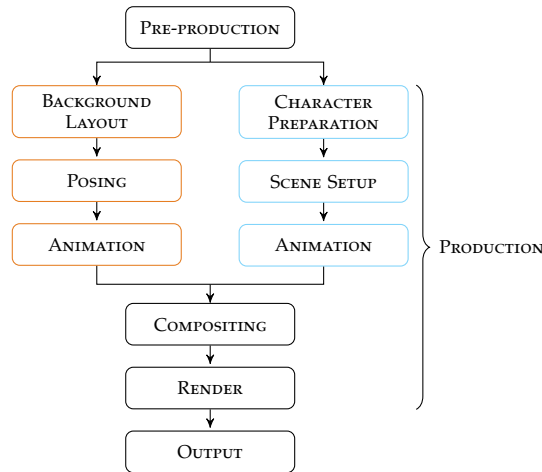 PRE-PRODUCTION
BACKGROUND
LAYOUT
CHARACTER
PREPARATION
POSING
SCENE SETUP
ANIMATION
ANIMATION
PRODUCTION
COMPOSITING
RENDER
OUTPUT